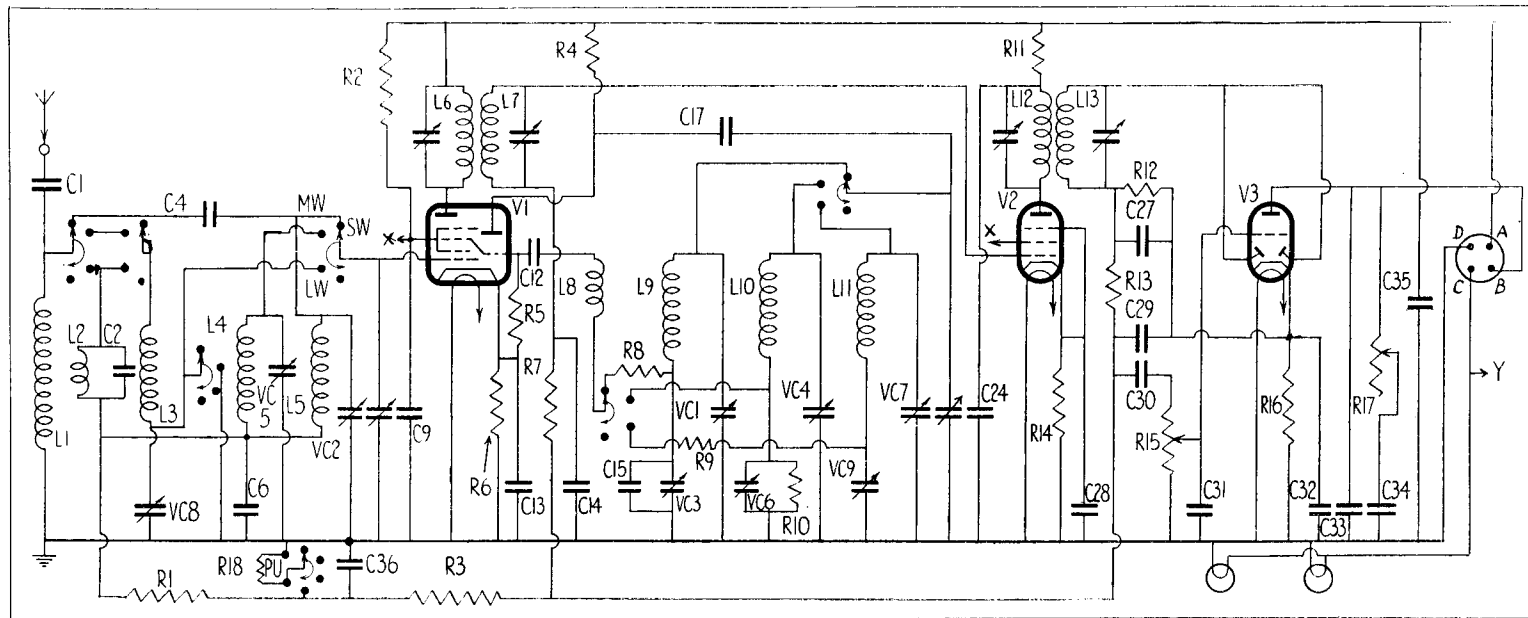 R2
L6
L7
R4
R11
L12
L13
C17
R12
C27
C1
C4
MW
SW
V1
V2
V3
X
X
D
A
C
B
LW
C12
L8
L9
L10
L11
R13
C29
C30
C35
L2
C2
L3
L4
VC5
L5
VC2
R5
R7
R8
R9
VC1
VC4
VC7
C24
R14
R15
R16
R17
Y
L1
C9
R6
C15
VC3
VC6
VC9
R10
VC8
C6
C13
C14
C28
C31
C32
C33
C34
R18
PU
C36
R1
R3